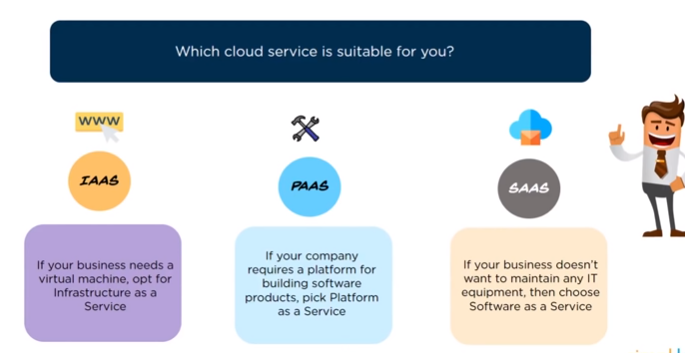 Which cloud service is suitable for you?
WWW
IAAS
PAAS
SAAS
If your business needs a
virtual machine, opt for
Infrastructure as a
Service
If your company
requires a platform for
building software
products, pick Platform
as a Service
If your business doesn't
want to maintain any IT
equipment, then choose
Software as a Service